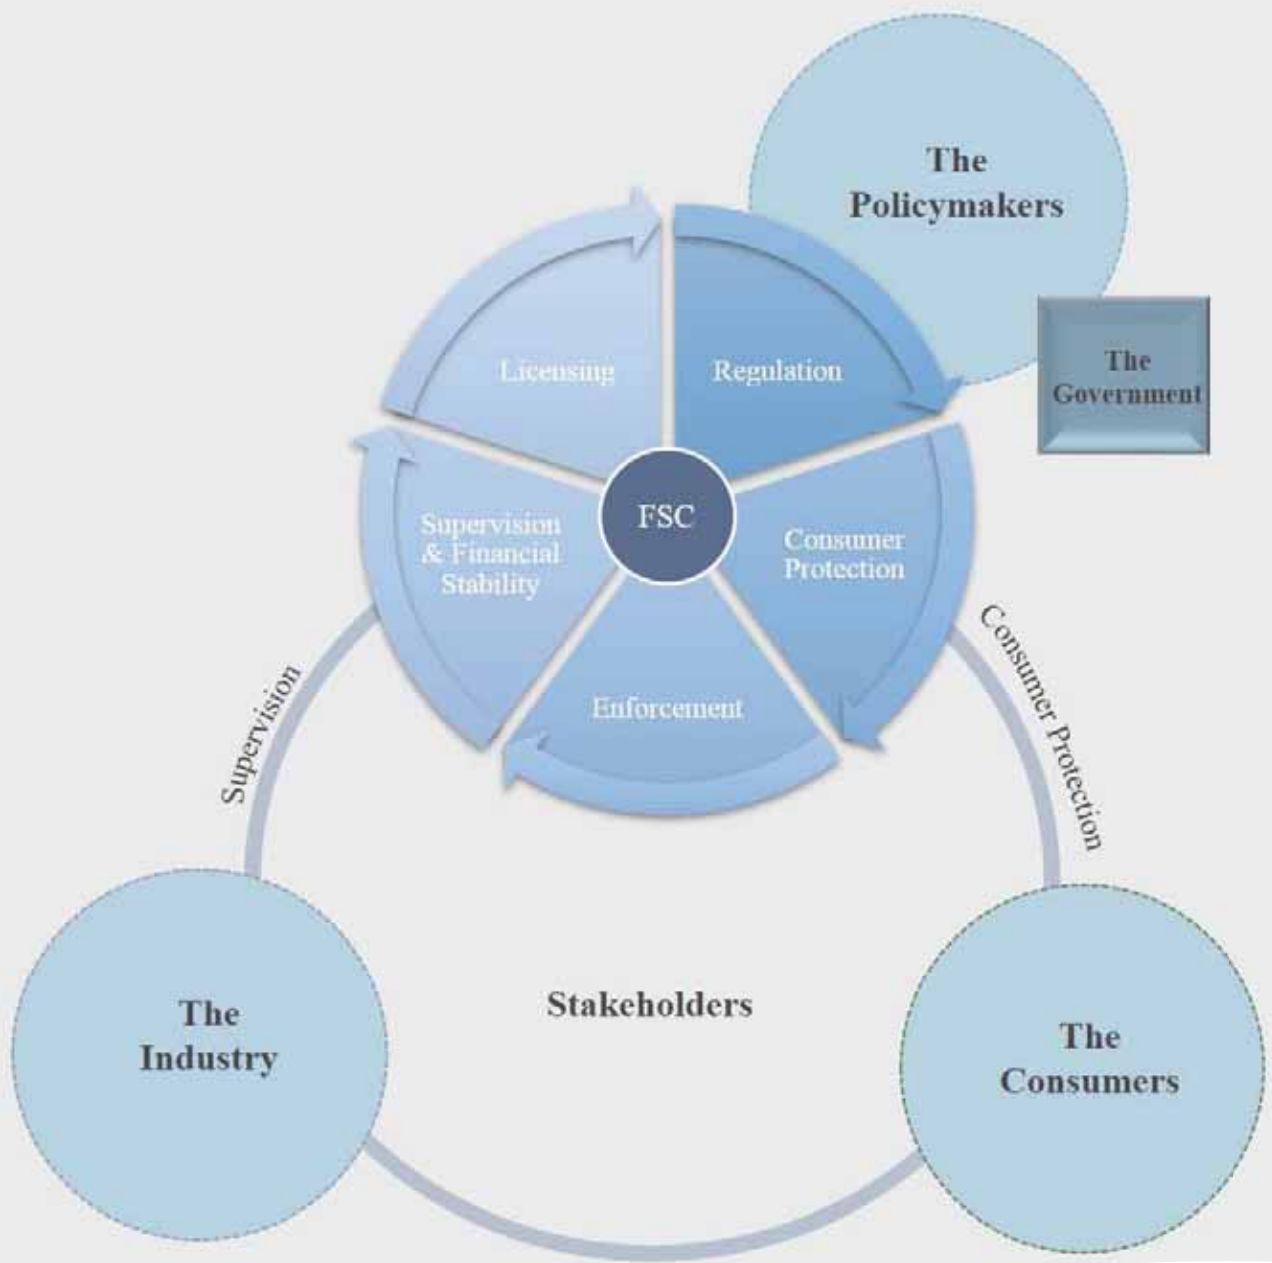 The
Policymakers
The
Government
Licensing
Regulation
FSC
Supervision
& Financial
Stability
Consumer
Protection
Enforcement
Supervision
Consumer Protection
Stakeholders
The
Industry
The
Consumers